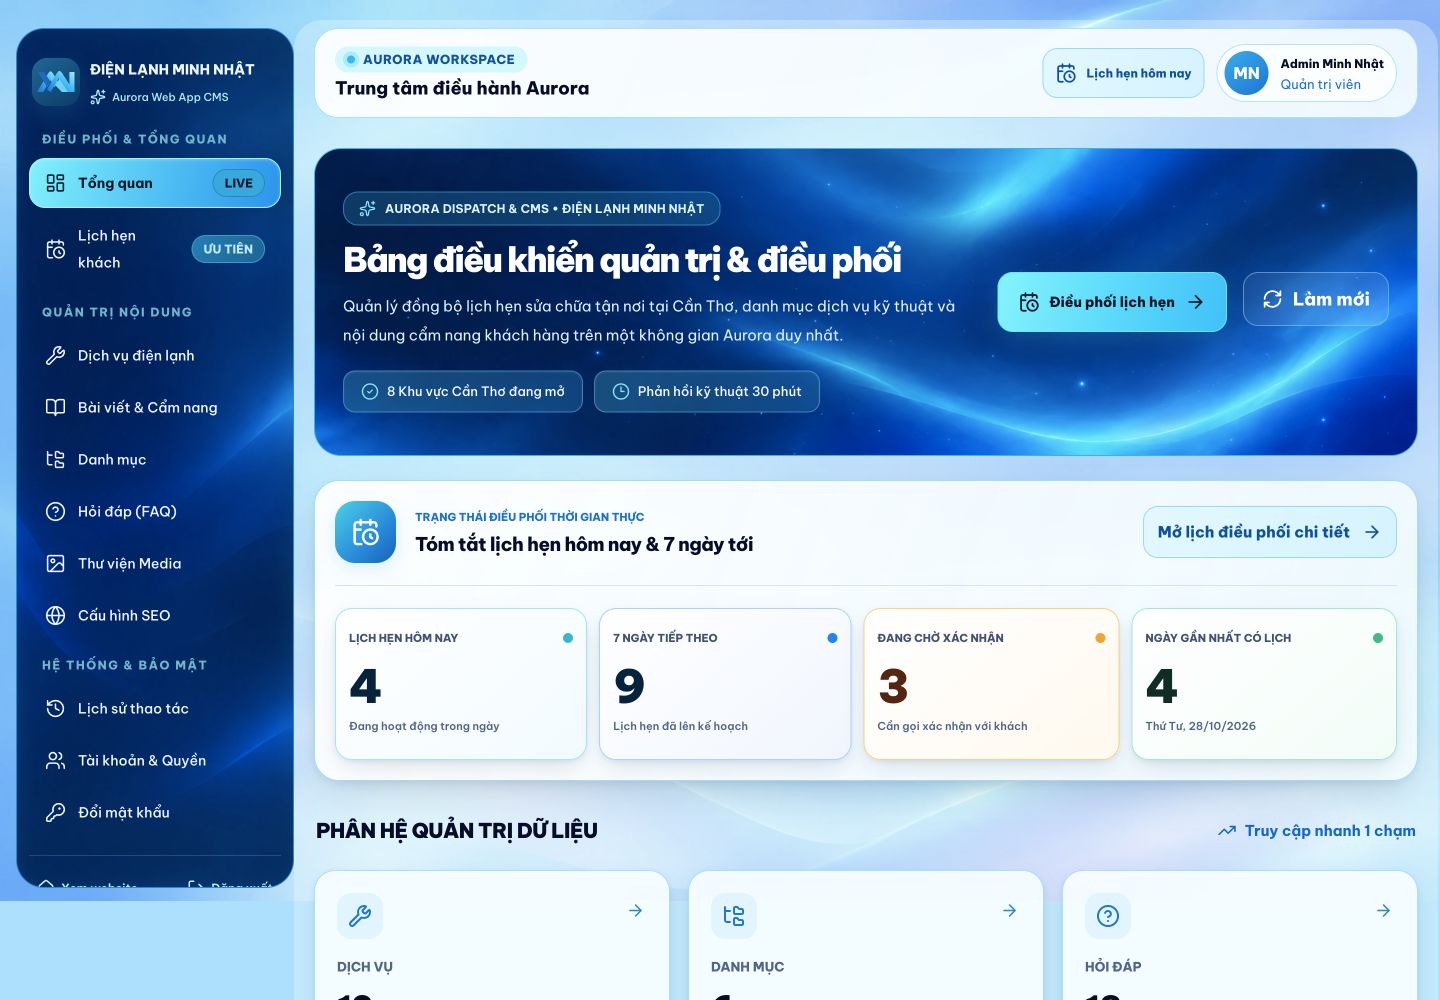 ĐIỆN LẠNH MINH NHẬT
Aurora Web App CMS
ĐIỀU PHỐI & TỔNG QUAN
Tổng quan
LIVE
Lịch hẹn
khách
ƯU TIÊN
QUẢN TRỊ NỘI DUNG
Dịch vụ điện lạnh
Bài viết & Cẩm nang
Danh mục
Hỏi đáp (FAQ)
Thư viện Media
Cấu hình SEO
HỆ THỐNG & BẢO MẬT
Lịch sử thao tác
Tài khoản & Quyền
Đổi mật khẩu
Xem website
Đăng xuất
AURORA WORKSPACE
Trung tâm điều hành Aurora
Lịch hẹn hôm nay
MN
Admin Minh Nhật
Quản trị viên
AURORA DISPATCH & CMS • ĐIỆN LẠNH MINH NHẬT
Bảng điều khiển quản trị & điều phối
Quản lý đồng bộ lịch hẹn sửa chữa tận nơi tại Cần Thơ, danh mục dịch vụ kỹ thuật và
nội dung cẩm nang khách hàng trên một không gian Aurora duy nhất.
8 Khu vực Cần Thơ đang mở
Phản hồi kỹ thuật 30 phút
Điều phối lịch hẹn
Làm mới
TRẠNG THÁI ĐIỀU PHỐI THỜI GIAN THỰC
Tóm tắt lịch hẹn hôm nay & 7 ngày tới
Mở lịch điều phối chi tiết
LỊCH HẸN HÔM NAY
4
Đang hoạt động trong ngày
7 NGÀY TIẾP THEO
9
Lịch hẹn đã lên kế hoạch
ĐANG CHỜ XÁC NHẬN
3
Cần gọi xác nhận với khách
NGÀY GẦN NHẤT CÓ LỊCH
4
Thứ Tư, 28/10/2026
PHÂN HỆ QUẢN TRỊ DỮ LIỆU
Truy cập nhanh 1 chạm
DỊCH VỤ
DANH MỤC
HỎI ĐÁP